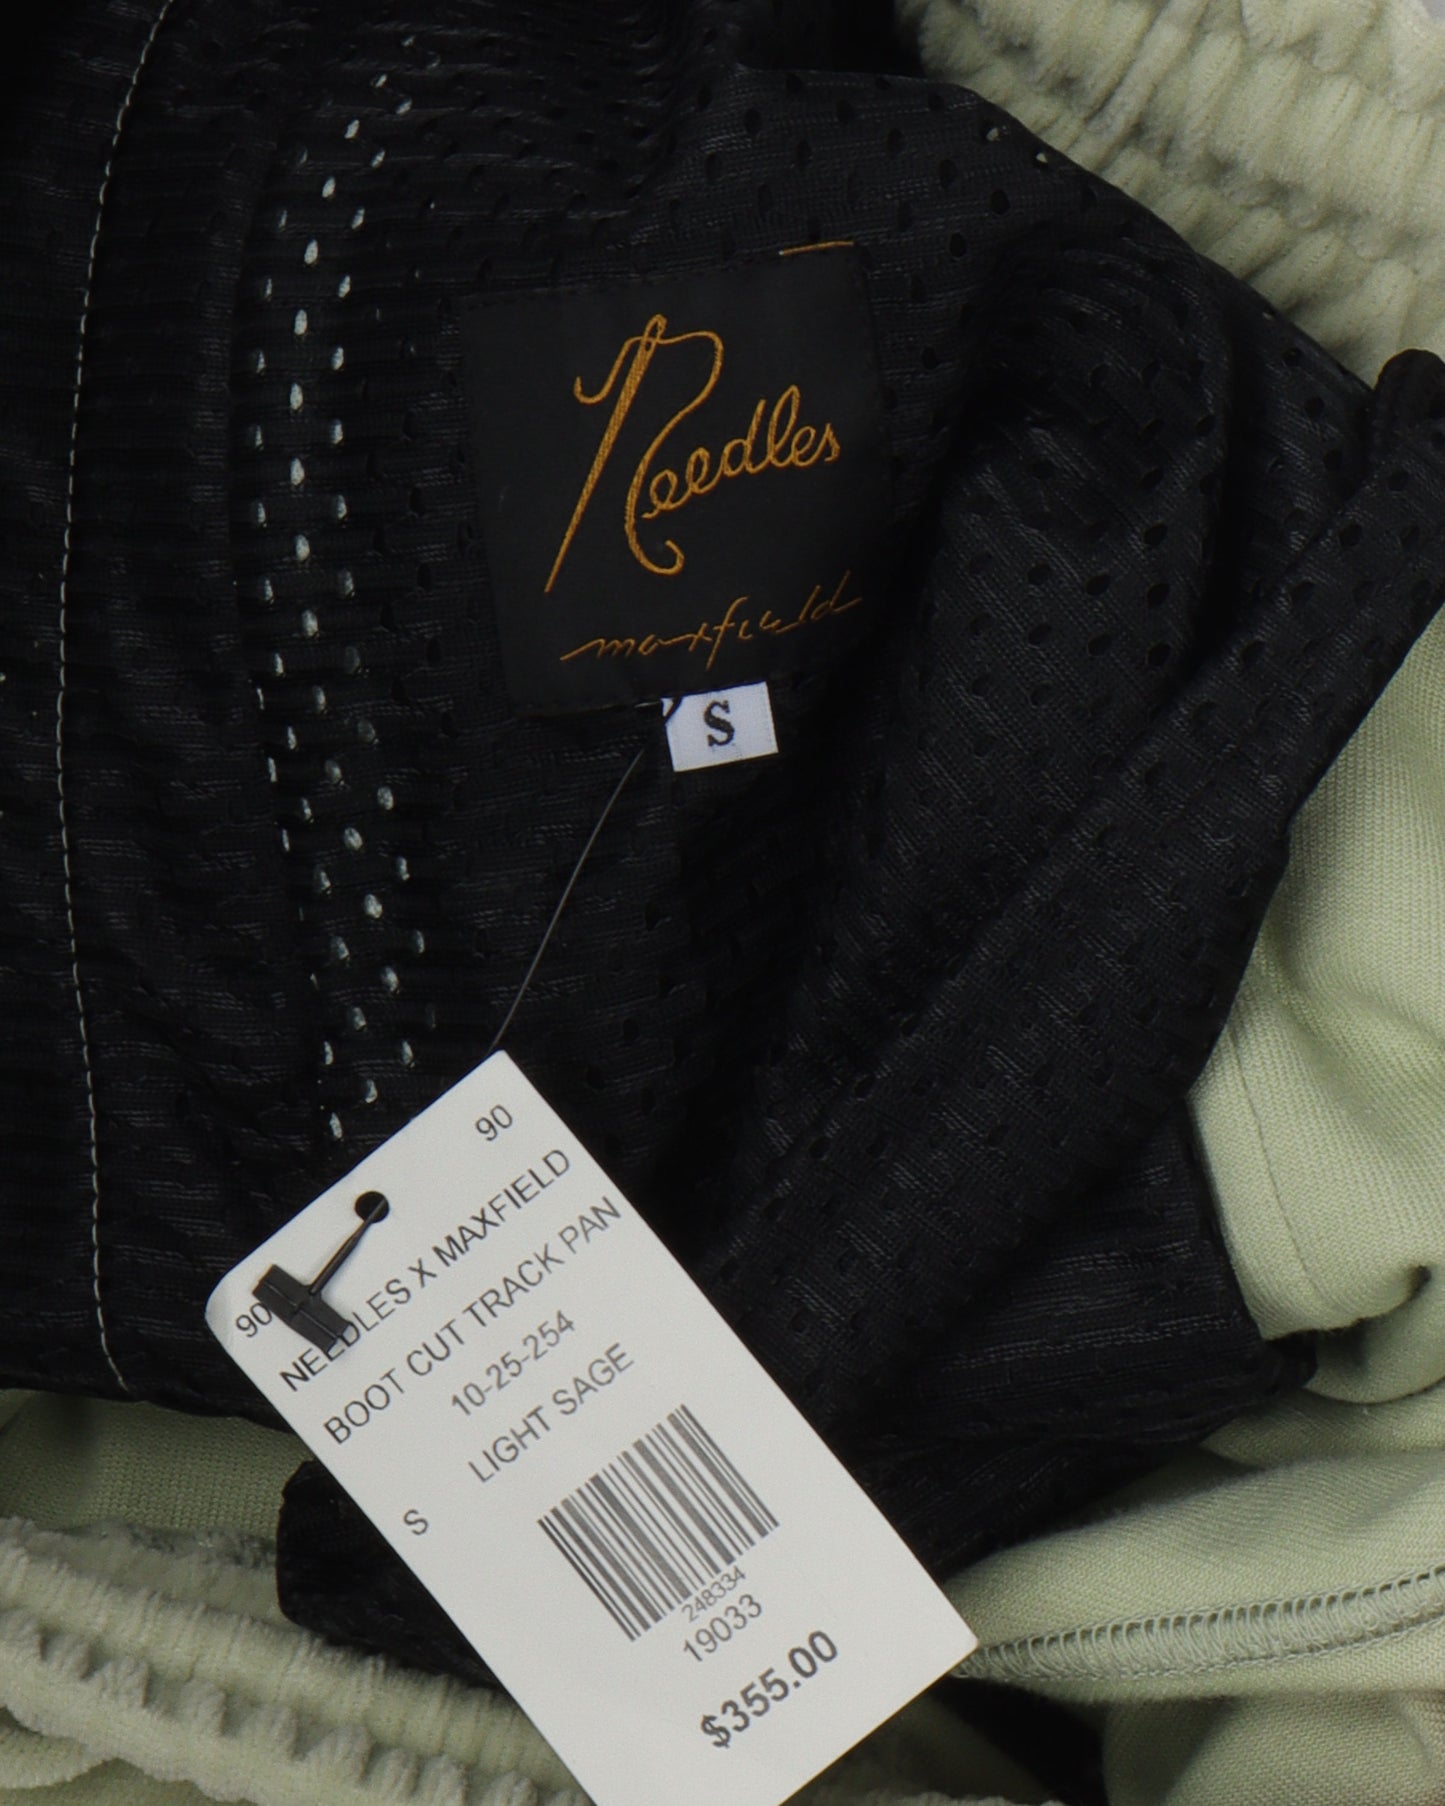 Needles
maxfield
S
90
90
NEEDLES X MAXFIELD
BOOT CUT TRACK PAN
10-25-254
LIGHT SAGE
S
248334
19033
$355.00